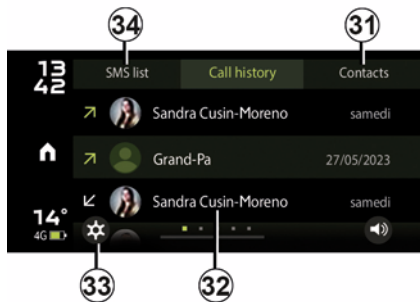 34
31
13
42
SMS list
Call history
Contacts
Sandra Cusin-Moreno
samedi
Grand-Pa
27/05/2023
Sandra Cusin-Moreno
samedi
14°
4G
33
32